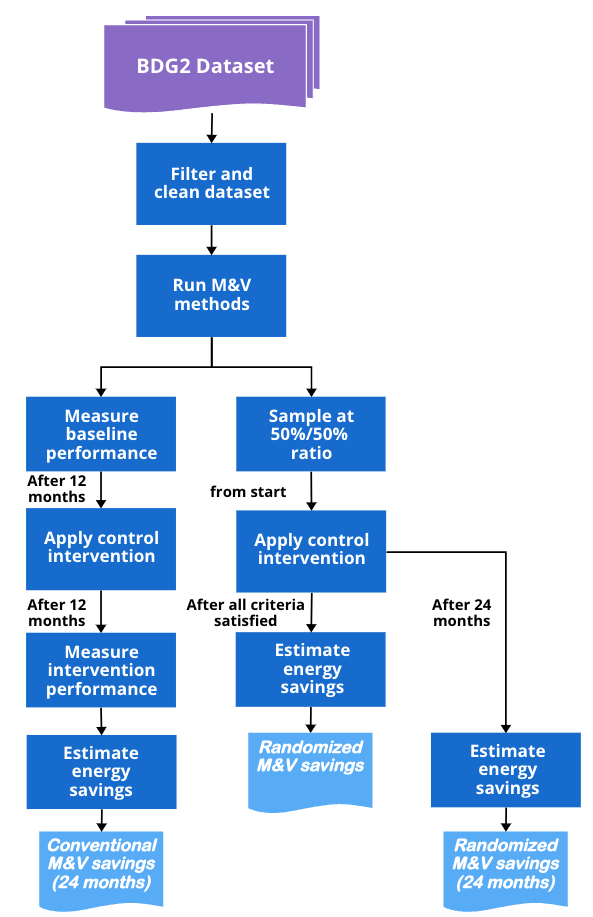 BDG2 Dataset
Filter and
clean dataset
Run M&V
methods
Measure
baseline
performance
After 12
months
Apply control
intervention
After 12
months
Measure
intervention
performance
Estimate
energy
savings
Conventional
M&V savings
(24 months)
Sample at
50%/50%
ratio
from start
Apply control
intervention
After all criteria
satisfied
Estimate
energy
savings
Randomized
M&V savings
After 24
months
Estimate
energy
savings
Randomized
M&V savings
(24 months)